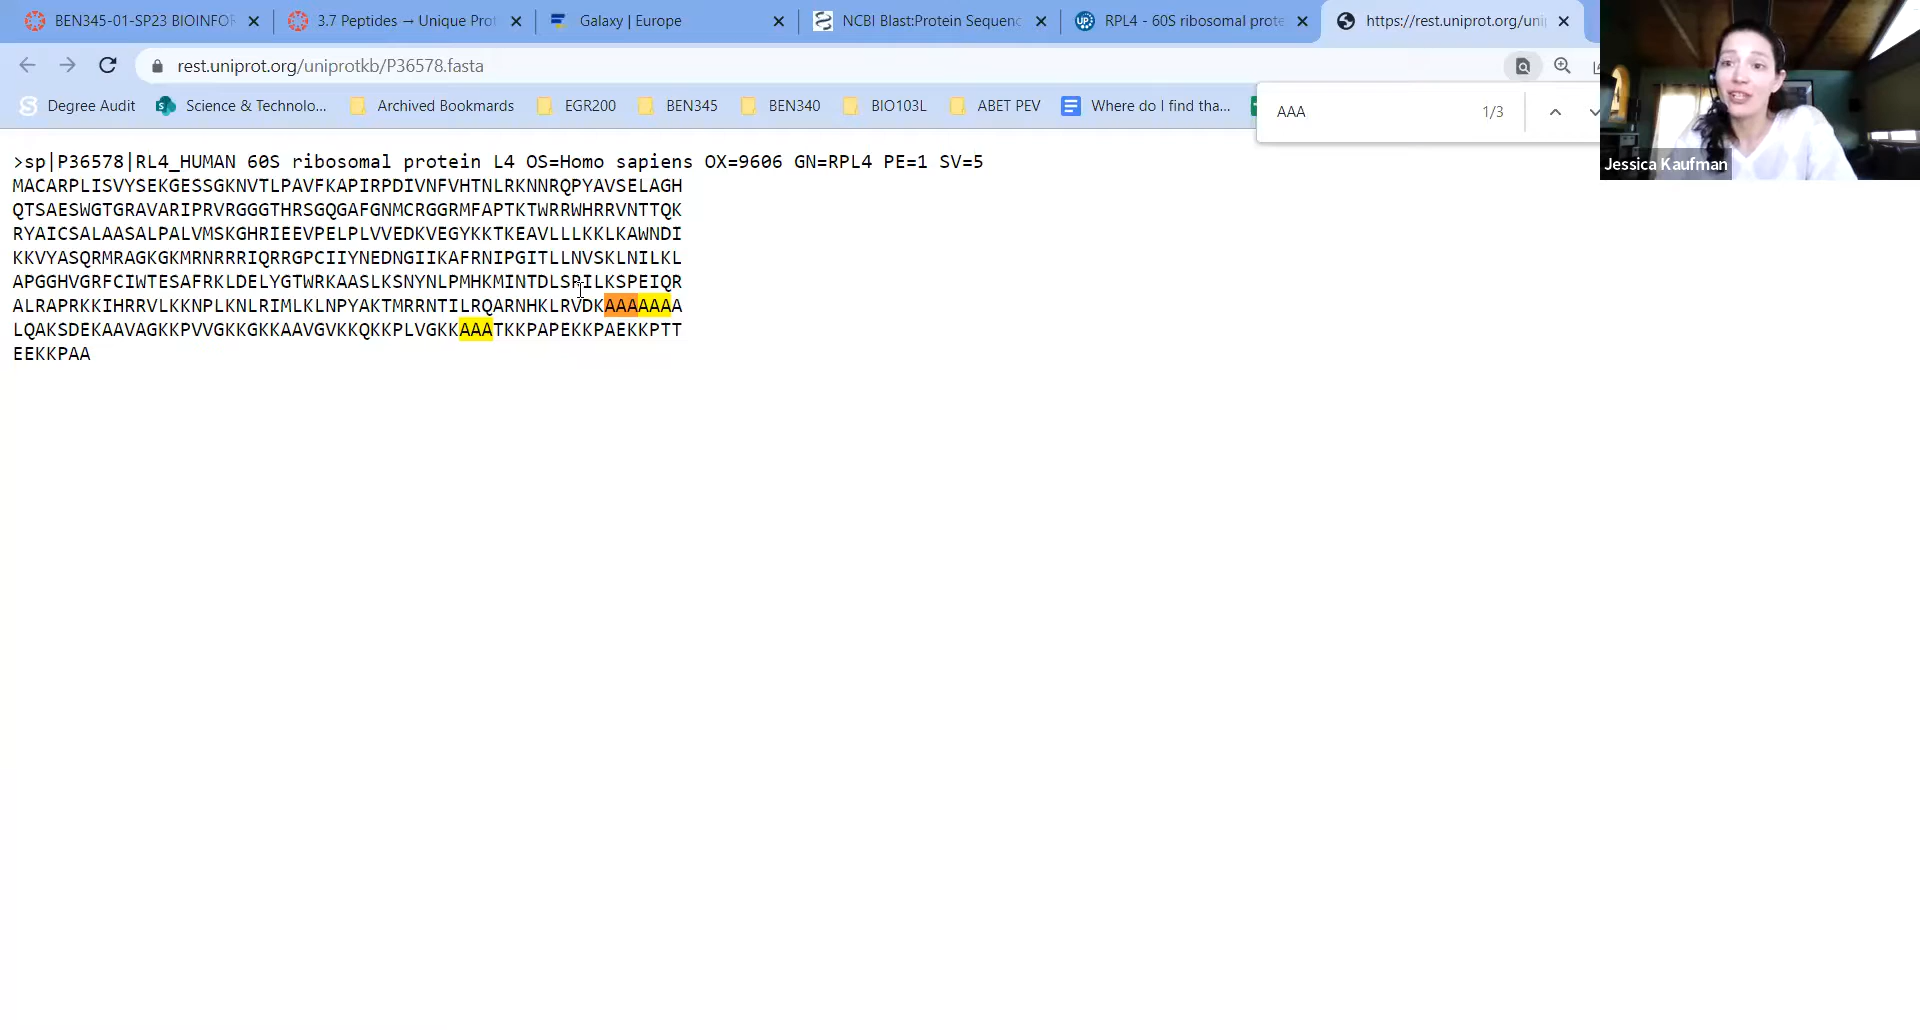 BEN345-01-SP23 BIOINFOR
3.7 Peptides → Unique Prot
Galaxy | Europe
NCBI Blast:Protein Sequenc
RPL4 - 60S ribosomal prote
https://rest.uniprot.org/uni
rest.uniprot.org/uniprotkb/P36578.fasta
Degree Audit
Science & Technolo...
Archived Bookmards
EGR200
BEN345
BEN340
BIO103L
ABET PEV
Where do I find tha...
AAA 1/3
Jessica Kaufman
>sp|P36578|RL4_HUMAN 60S ribosomal protein L4 OS=Homo sapiens OX=9606 GN=RPL4 PE=1 SV=5
MACARPLISVYSEKGESSGKNVTLPAVFKAPIRPDIVNFVHTNLRKNNRQPYAVSELAGH
QTSAESWGTGRAVARIPRVRGGGTHRSGQGAFGNMCRGGRMFAPTKTWRRWHRRVNTTQK
RYAICSALAASALPALVMSKGHRIEEVPELPLVVEDKVEGYKKTKEAVLLLKKLKAWNDI
KKVYASQRMRAGKGKMRNRRRIQRRGPCIIYNEDNGIIKAFRNIPGITLLNVSKLNILKL
APGGHVGRFCIWTESAFRKLDELYGTWRKAASLKSNYNLPMHKMINTDLSRILKSPEIQR
ALRAPRKKIHRRVLKKNPLKNLRIMLKLNPYAKTMRRNTILRQARNHKLRVDKAAAAAAA
LQAKSDEKAAVAGKKPVVGKKGKKAAVGVKKQKKPLVGKKAAATKKPAPEKKPAEKKPTT
EEKKPAA